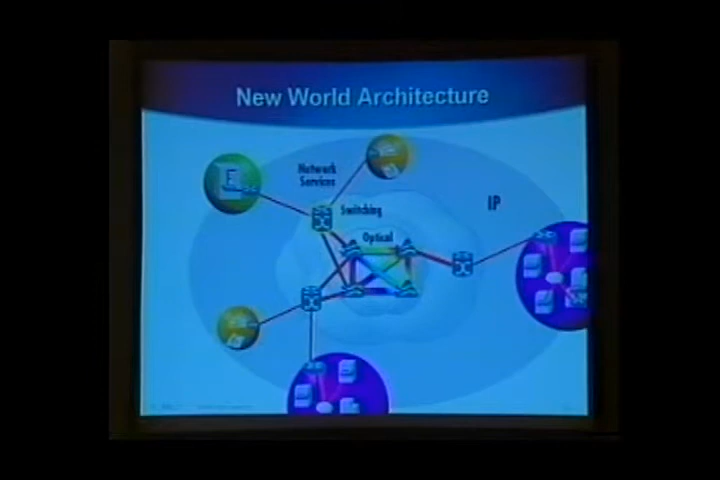 New World Architecture
Network
Services
Switching
IP
Optical